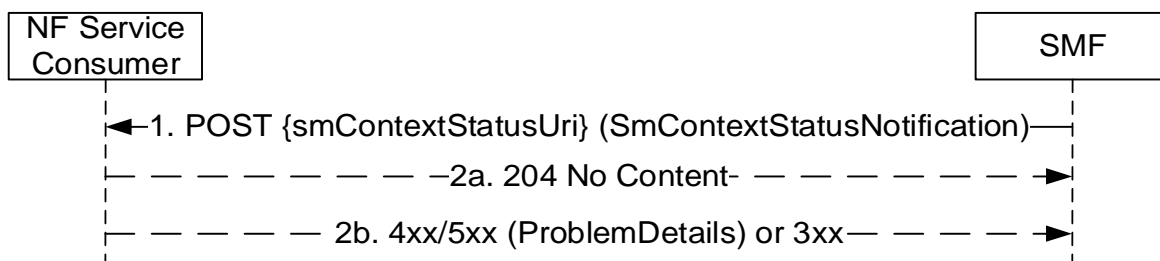 NF Service
Consumer
SMF
1. POST {smContextStatusUri} (SmContextStatusNotification)
2a. 204 No Content
2b. 4xx/5xx (ProblemDetails) or 3xx